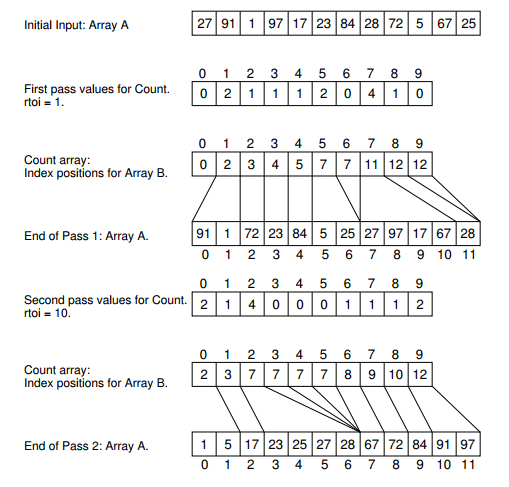 Initial Input: Array A
27 91 1 97 17 23 84 28 72 5 67 25
0 1 2 3 4 5 6 7 8 9
First pass values for Count.
rtoi = 1.
0 2 1 1 1 2 0 4 1 0
0 1 2 3 4 5 6 7 8 9
Count array:
Index positions for Array B.
0 2 3 4 5 7 7 11 12 12
End of Pass 1: Array A.
91 1 72 23 84 5 25 27 97 17 67 28
0 1 2 3 4 5 6 7 8 9 10 11
0 1 2 3 4 5 6 7 8 9
Second pass values for Count.
rtoi = 10.
2 1 4 0 0 0 1 1 1 2
0 1 2 3 4 5 6 7 8 9
Count array:
Index positions for Array B.
2 3 7 7 7 7 8 9 10 12
End of Pass 2: Array A.
1 5 17 23 25 27 28 67 72 84 91 97
0 1 2 3 4 5 6 7 8 9 10 11